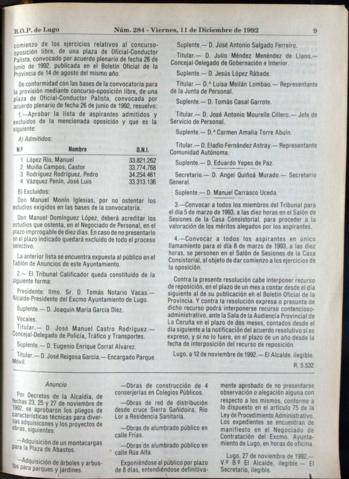 B.O.P. de Lugo
Núm. 284 - Viernes, 11 de Diciembre de 1992
9
comienzo de los ejercicios relativos al concurso-
oposición libre, de una plaza de Oficial-Conductor
Palista, convocado por acuerdo plenario de fecha 26 de
junio de 1992, publicada en el Boletín Oficial de la
Provincia de 14 de agosto del mismo año.
De conformidad con las bases de la convocatoria para
la provisión mediante concurso-oposición libre, de una
plaza de Oficial-Conductor Palista, convocada por
acuerdo plenario de 26 de junio de 1992, resuelvo:
1.—Aprobar la lista de aspirantes admitidos y
excluidos de la mencionada oposición y que es la
siguiente:
A) Admitidos:
N.º Nombre D.N.I.
1 López Río, Manuel 33.821.262
2 Muiña Campos, Castor 33.774.768
3 Rodríguez Rodríguez, Pedro 34.254.461
4 Vázquez Penín, José Luis 33.313.136
B) Excluidos:
Don Manuel Monín Iglesias, por no ostentar los
estudios exigidos en las bases de la convocatoria.
Don Manuel Domínguez López, deberá acreditar los
estudios que ostenta, en el Negociado de Personal, en el
plazo improrrogable de diez días. En caso de no presentarlo
en el plazo indicado quedará excluido de todo el proceso
selectivo.
La anterior lista se encuentra expuesta al público en el
Tablón de Anuncios de este Ayuntamiento.
2.— El Tribunal Calificador queda constituido de la
siguiente forma:
Presidente: Ilmo. Sr. D. Tomás Notario Vacas.—
Alcalde-Presidente del Excmo Ayuntamiento de Lugo.
Suplente.— D. Joaquín María García Díez.
Vocales.
Titular.— D. José Manuel Castro Rodríguez.—
Concejal-Delegado de Policía, Tráfico y Transportes.
Suplente.— D. Eugenio Enrique Corral Álvarez.
Titular.— D. José Reigosa García.— Encargado Parque
Móvil.
Suplente.— D. José Antonio Salgado Ferreiro.
Titular.— D. Julio Méndez Menéndez de Llano.—
Concejal-Delegado de Gobernación e Interior.
Suplente.— D. Jesús López Rábade.
Titular.— D.ª Luisa Meilán Lombao.— Representante
de la Junta de Personal.
Suplente.— D. Tomás Casal Garrote.
Titular.— D. José Antonio Mourelle Cillero.— Jefe de
Servicio de Personal.
Suplente.— D.ª Carmen Amalia Torre Abuín.
Titular.— D. Eladio Fernández Astray.— Representante
Comunidad Autónoma.
Suplente.— D. Eduardo Yepes de Paz.
Secretario.— D. Angel Quiñoá Murado.— Secretario
General.
Suplente.— D. Manuel Carrasco Uceda.
3.—Convocar a todos los miembros del Tribunal para
el día 5 de marzo de 1993, a las diez horas en el Salón de
Sesiones de la Casa Consistorial, para proceder a la
valoración de los méritos alegados por los aspirantes.
4.—Convocar a todos los aspirantes en único
llamamiento para el día 8 de marzo de 1993, a las diez
horas, se personen en el Salón de Sesiones de la Casa
Consistorial, al objeto de dar comienzo a los ejercicios de
la oposición.
Contra la presente resolución cabe interponer recurso
de reposición, en el plazo de un mes a contar desde el día
siguiente al de su publicación en el Boletín Oficial de la
Provincia. Y contra la resolución expresa o presunta de
dicho recurso podrá interponerse recurso contencioso-
administrativo, ante la Sala de la Audiencia Provincial de
La Coruña en el plazo de dos meses, contados desde el
día siguiente a la notificación del acuerdo resolutivo si es
expreso, y si no lo fuere, en el plazo de un año desde la
fecha de interposición del recurso de reposición.
Lugo, a 12 de noviembre de 1992.— El Alcalde, ilegible.
R. 5.532
Anuncio
Por Decretos de la Alcaldía, de
fechas 23, 25 y 27 de noviembre de
1992, se aprobaron los pliegos de
características técnicas para diver-
sas adquisiciones y los proyectos de
obras, siguientes:
—Adquisición de un montacargas
para la Plaza de Abastos.
—Adquisición de árboles y arbus-
tos para parques y jardines.
—Obras de construcción de 4
conserjerías en Colegios Públicos.
—Obras de red de distribución
desde cruce Sierra Gañidoira, Río
Lor a Residencia Sanitaria.
—Obras de alumbrado público en
calle Frías.
—Obras de alumbrado público en
calle Rúa Alta.
Exponiéndose al público por plazo
de 8 días, entendiéndose definitiva-
mente aprobado de no presentarse
observación o alegación alguna con
respecto a los mismos, conforme a
lo dispuesto en el artículo 75 de la
Ley de Procedimiento Administrativo.
Los expedientes se encuentran de
manifiesto en el Negociado de
Contratación del Excmo. Ayunta-
miento de Lugo, en horas de oficina.
Lugo, 27 de noviembre de 1992.—
V.º B.º El Alcalde, ilegible.— El
Secretario, ilegible.